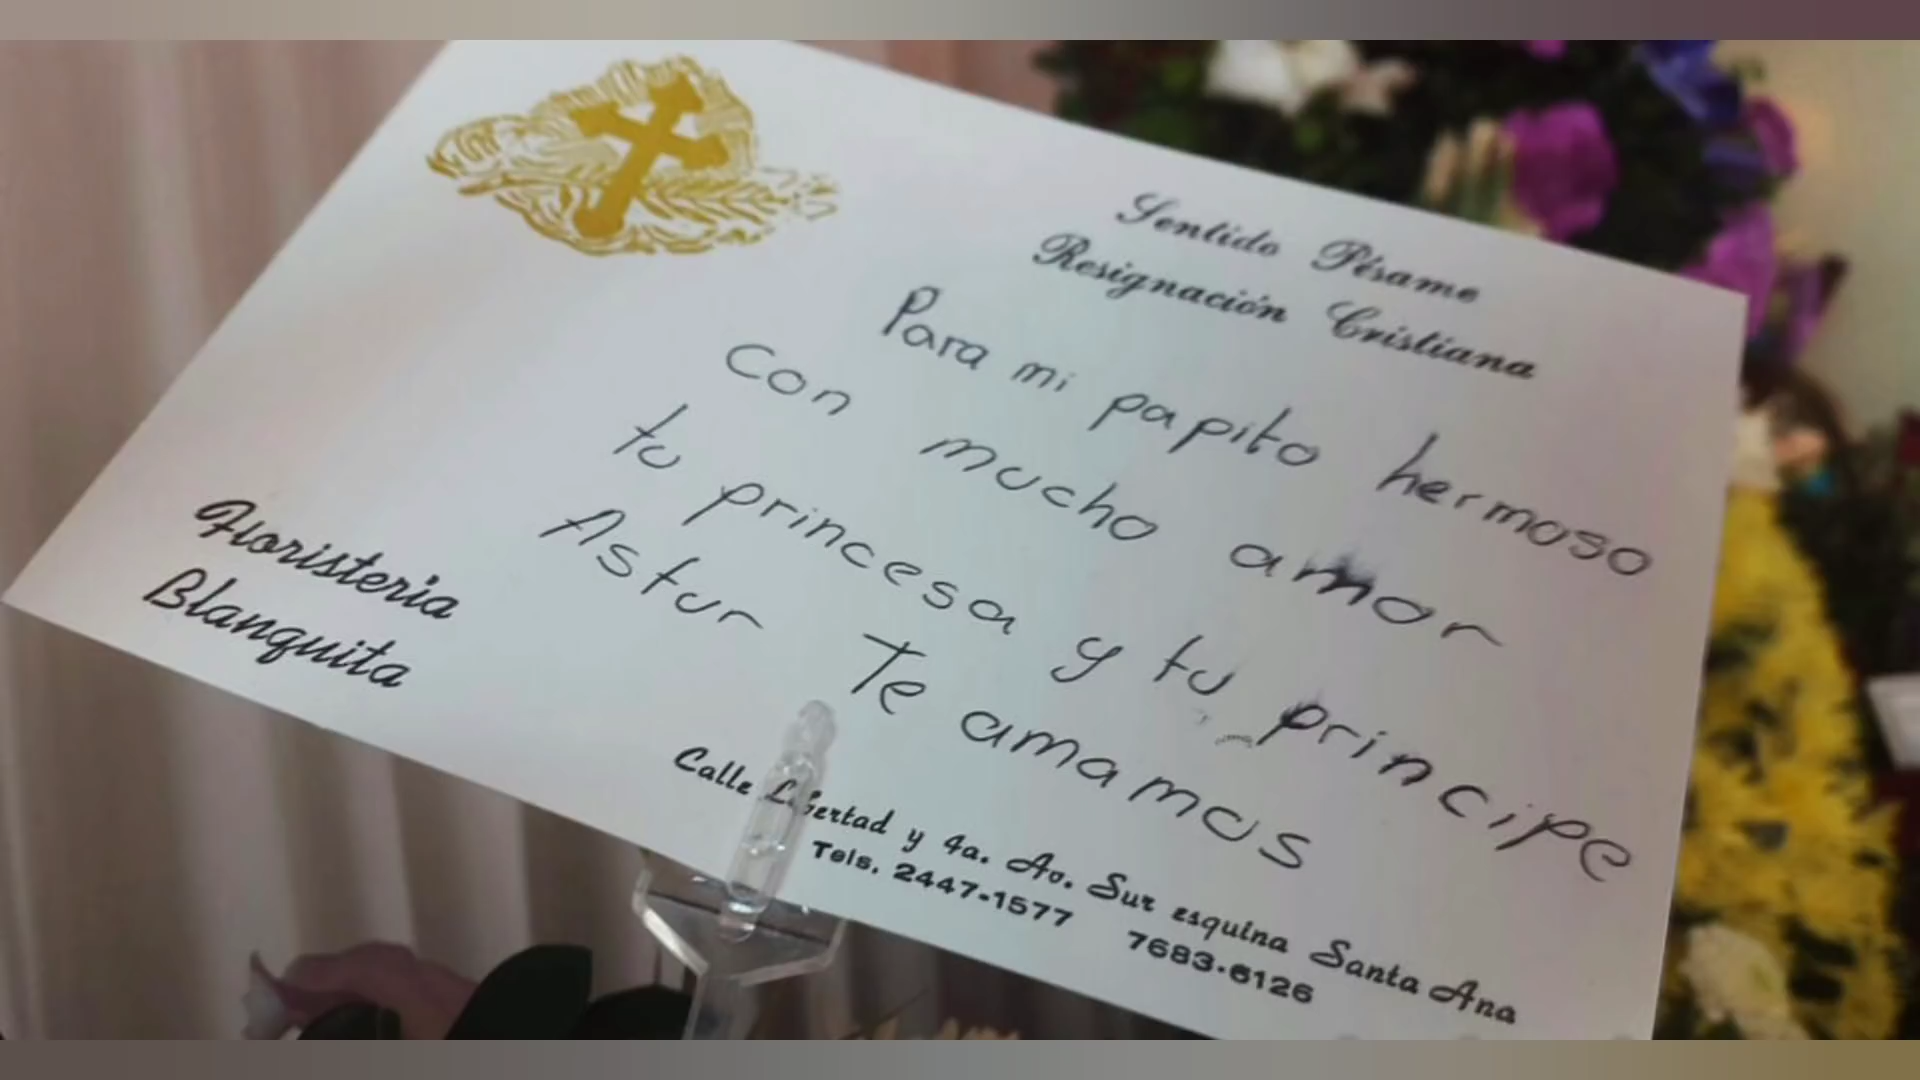 Sentido Pésame
Resignación Cristiana
Para mi papito hermoso
Con mucho amor
tu princesa y tu principe
Astur Te amamos
Floristeria
Blanquita
Calle Libertad y 4a. Av. Sur esquina Santa Ana
Tels. 2447-1577 7683-6126